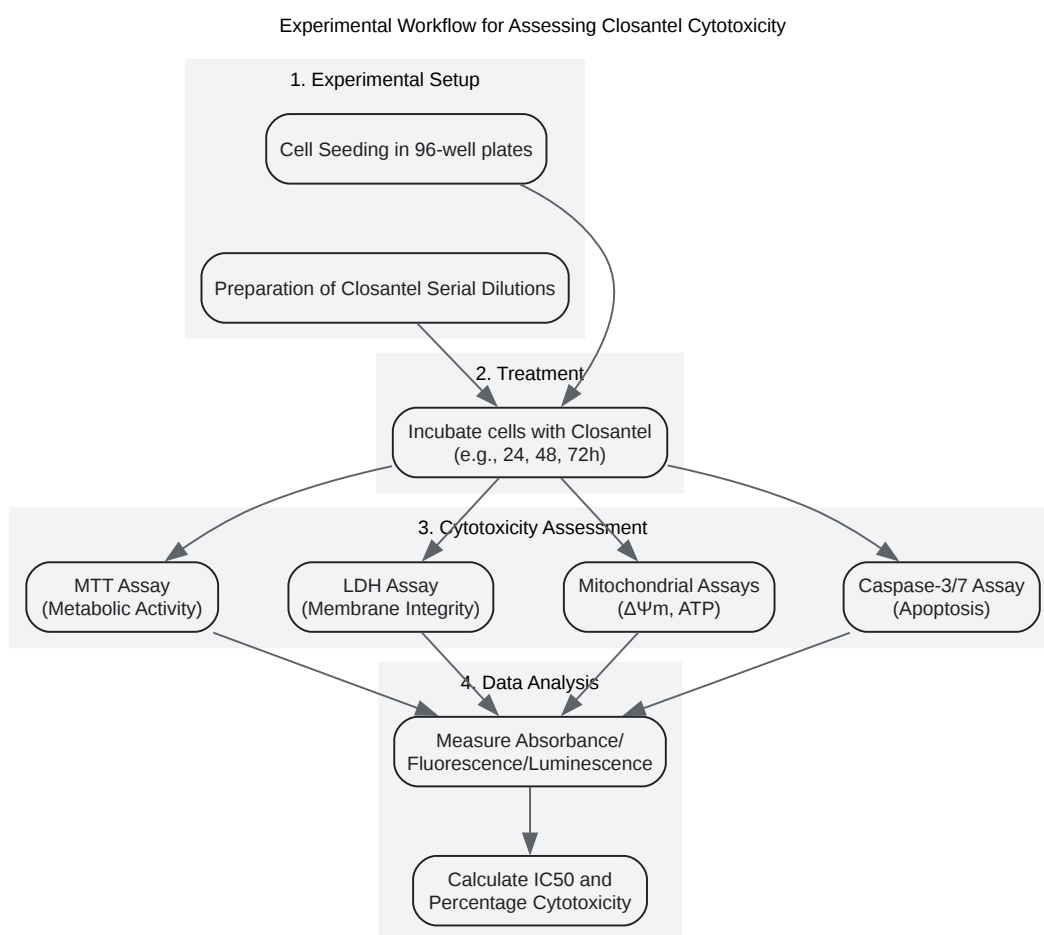 Experimental Workflow for Assessing Closantel Cytotoxicity
1. Experimental Setup
Cell Seeding in 96-well plates
Preparation of Closantel Serial Dilutions
2. Treatment
Incubate cells with Closantel
(e.g., 24, 48, 72h)
3. Cytotoxicity Assessment
MTT Assay
(Metabolic Activity)
LDH Assay
(Membrane Integrity)
Mitochondrial Assays
(ΔΨm, ATP)
Caspase-3/7 Assay
(Apoptosis)
4. Data Analysis
Measure Absorbance/
Fluorescence/Luminescence
Calculate IC50 and
Percentage Cytotoxicity